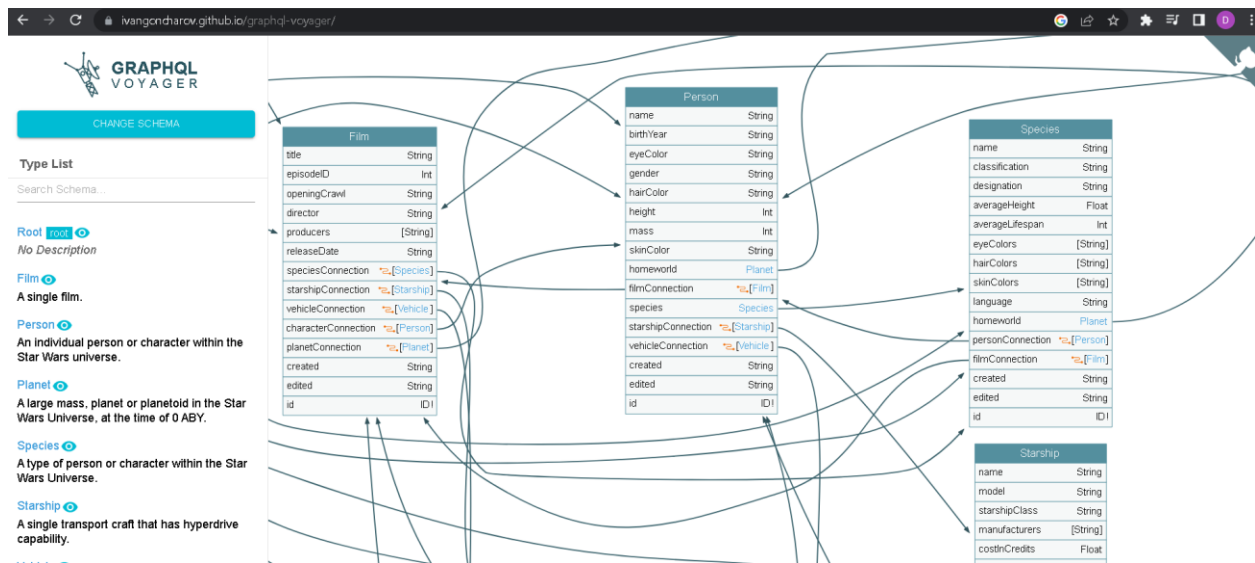 ivangoncharov.github.io/graphql-voyager/
D
GRAPHQL
VOYAGER
CHANGE SCHEMA
Type List
Search Schema...
Root root
No Description
Film
A single film.
Person
An individual person or character within the
Star Wars universe.
Planet
A large mass, planet or planetoid in the Star
Wars Universe, at the time of 0 ABY.
Species
A type of person or character within the Star
Wars Universe.
Starship
A single transport craft that has hyperdrive
capability.
Film
title String
episodeID Int
openingCrawl String
director String
producers [String]
releaseDate String
speciesConnection [Species]
starshipConnection [Starship]
vehicleConnection [Vehicle]
characterConnection [Person]
planetConnection [Planet]
created String
edited String
id ID!
Person
name String
birthYear String
eyeColor String
gender String
hairColor String
height Int
mass Int
skinColor String
homeworld Planet
filmConnection [Film]
species Species
starshipConnection [Starship]
vehicleConnection [Vehicle]
created String
edited String
id ID!
Species
name String
classification String
designation String
averageHeight Float
averageLifespan Int
eyeColors [String]
hairColors [String]
skinColors [String]
language String
homeworld Planet
personConnection [Person]
filmConnection [Film]
created String
edited String
id ID!
Starship
name String
model String
starshipClass String
manufacturers [String]
costInCredits Float